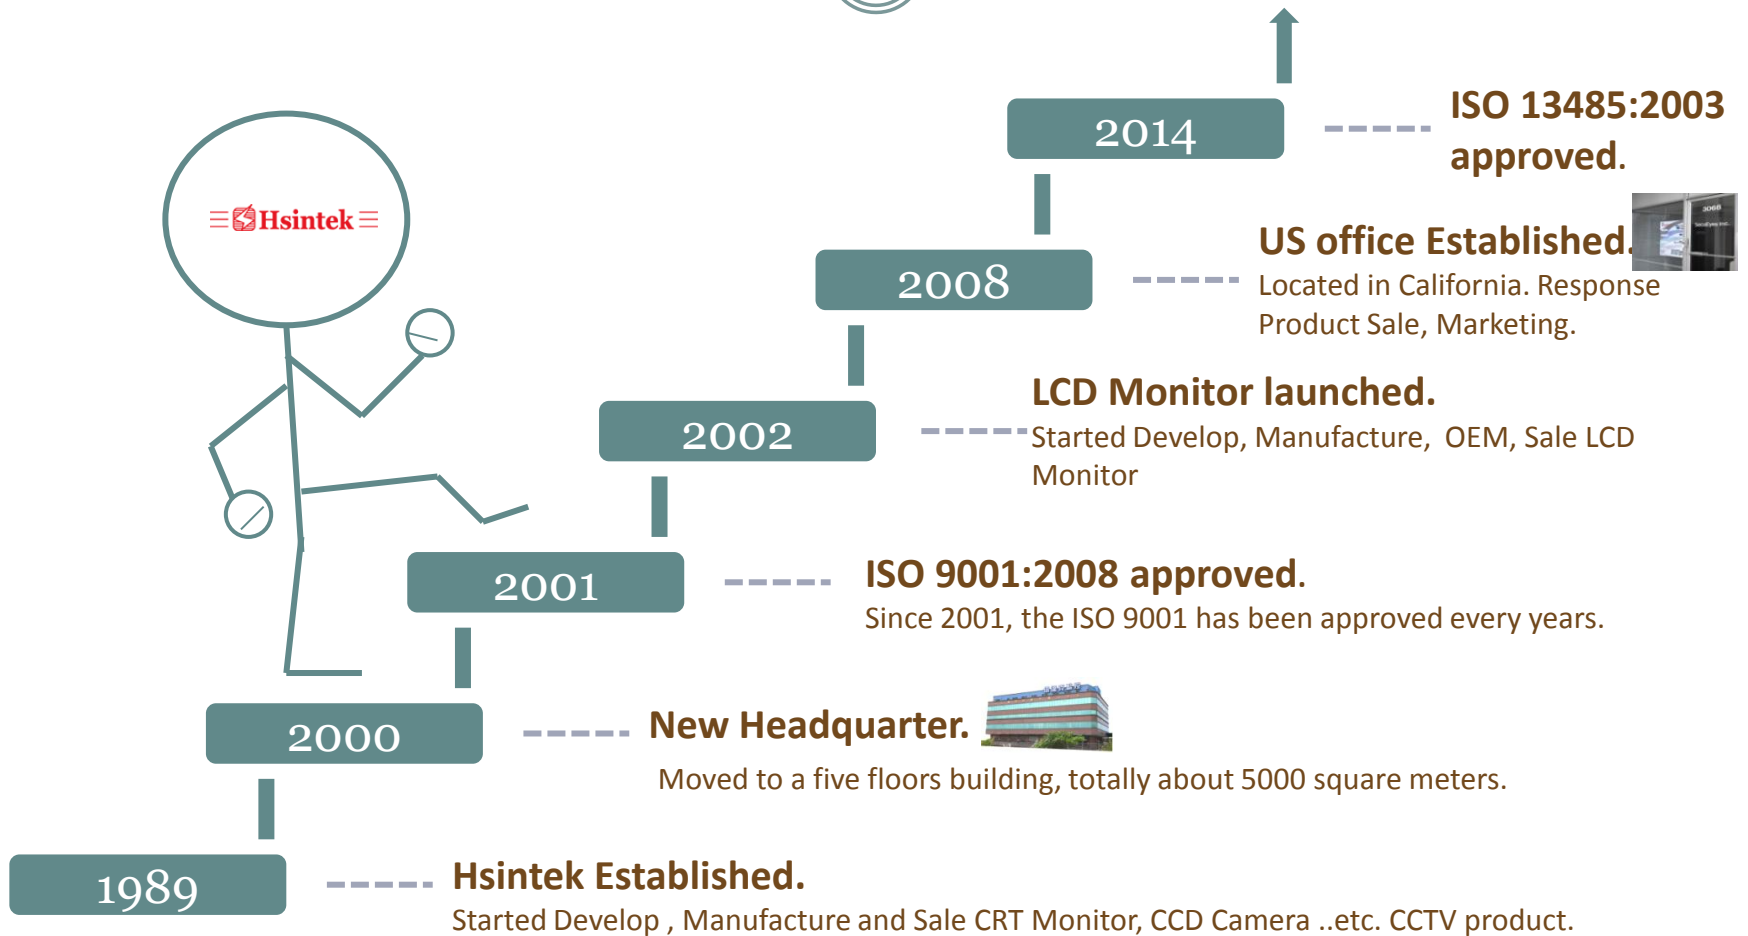 2014
ISO 13485:2003
approved.
Hsintek
3068
US office Established.
2008
Located in California. Response
Product Sale, Marketing.
LCD Monitor launched.
2002
Started Develop, Manufacture, OEM, Sale LCD
Monitor
2001
ISO 9001:2008 approved.
Since 2001, the ISO 9001 has been approved every years.
2000
New Headquarter.
Moved to a five floors building, totally about 5000 square meters.
1989
Hsintek Established.
Started Develop , Manufacture and Sale CRT Monitor, CCD Camera ..etc. CCTV product.